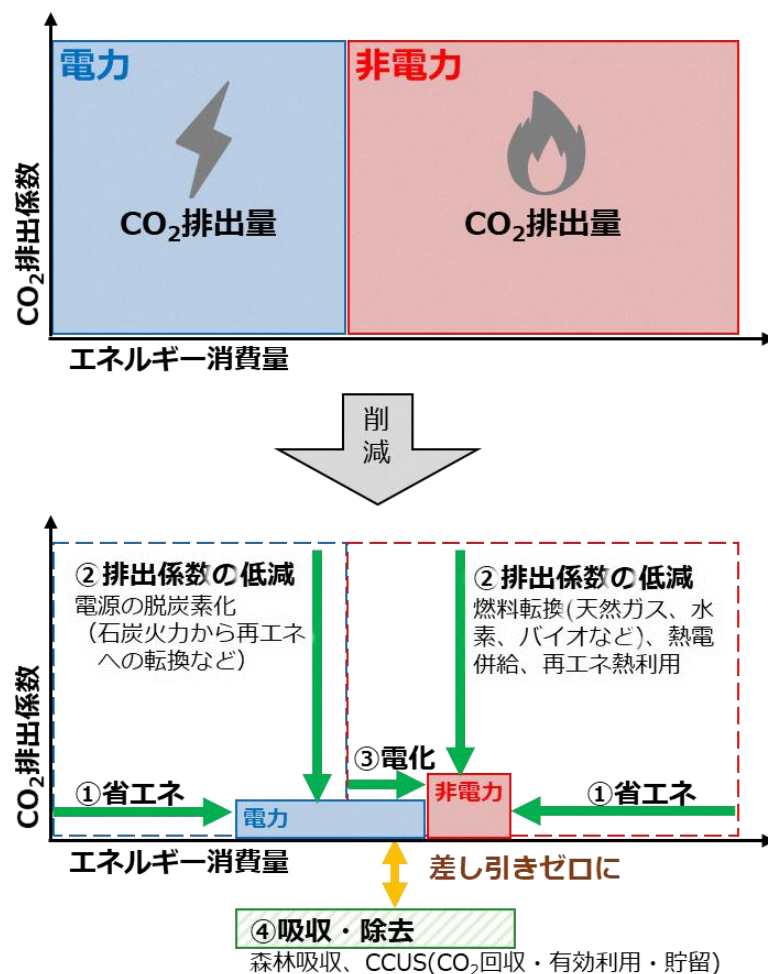 電力
非電力
CO₂排出量
CO₂排出量
CO₂排出係数
エネルギー消費量
削
減
②排出係数の低減
電源の脱炭素化
（石炭火力から再エネ
への転換など）
②排出係数の低減
燃料転換(天然ガス、水
素、バイオなど)、熱電
併給、再エネ熱利用
CO₂排出係数
③電化
①省エネ
電力
非電力
①省エネ
エネルギー消費量
差し引きゼロに
④吸収・除去
森林吸収、CCUS(CO₂回収・有効利用・貯留)